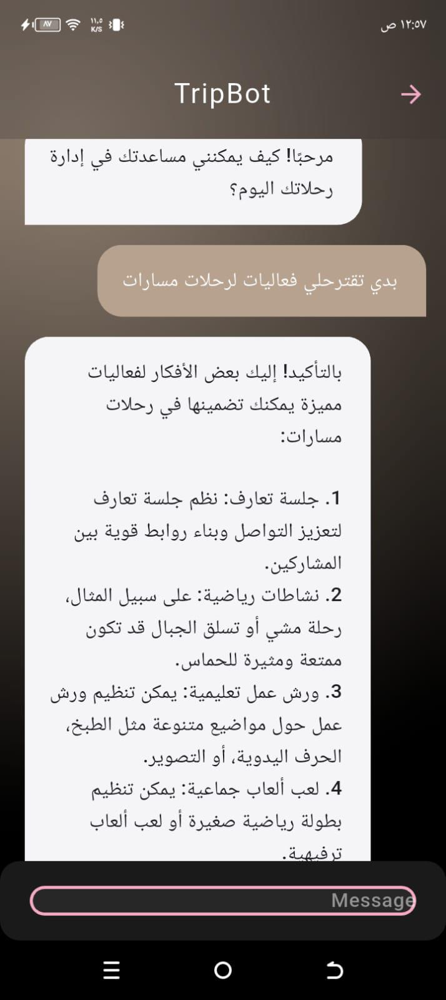 ١٢:٥٧ ص
١١,٥
K/S
٨٧
TripBot
مرحبًا! كيف يمكنني مساعدتك في إدارة
رحلاتك اليوم؟
بدي تقترحلي فعاليات لرحلات مسارات
بالتأكيد! إليك بعض الأفكار لفعاليات
مميزة يمكنك تضمينها في رحلات
مسارات:
1. جلسة تعارف: نظم جلسة تعارف
لتعزيز التواصل وبناء روابط قوية بين
المشاركين.
2. نشاطات رياضية: على سبيل المثال،
رحلة مشي أو تسلق الجبال قد تكون
ممتعة ومثيرة للحماس.
3. ورش عمل تعليمية: يمكن تنظيم ورش
عمل حول مواضيع متنوعة مثل الطبخ،
الحرف اليدوية، أو التصوير.
4. لعب ألعاب جماعية: يمكن تنظيم
بطولة رياضية صغيرة أو لعب ألعاب
ترفيهية.
Message